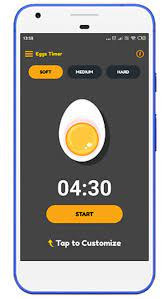 13:58
Eggs Timer
SOFT MEDIUM HARD
04:30
START
Tap to Customize